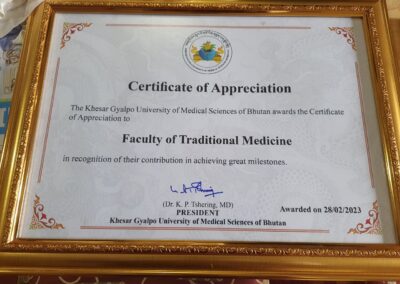 Certificate of Appreciation
The Khesar Gyalpo University of Medical Sciences of Bhutan awards the Certificate
of Appreciation to
Faculty of Traditional Medicine
in recognition of their contribution in achieving great milestones.
(Dr. K. P. Tshering, MD)
PRESIDENT
Khesar Gyalpo University of Medical Sciences of Bhutan
Awarded on 28/02/2023